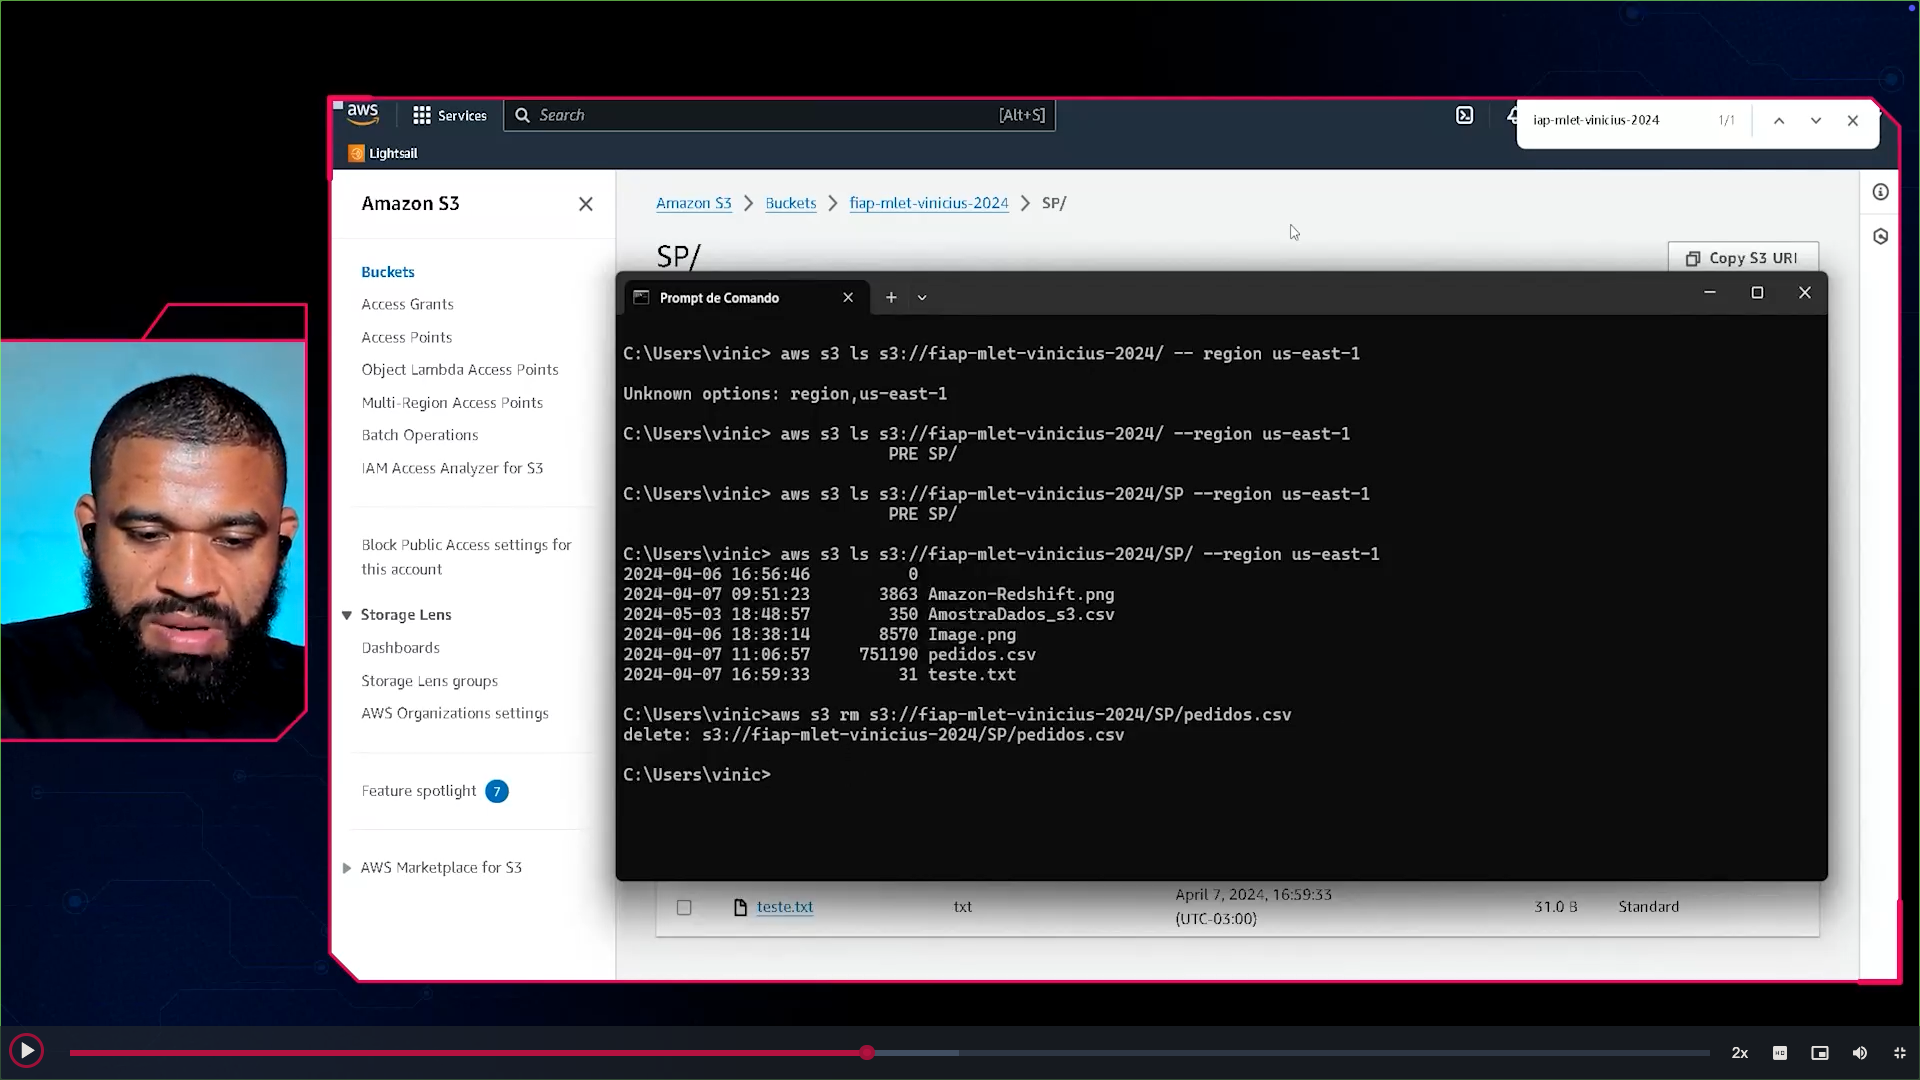 aws
Services
Search
[Alt+S]
iap-mlet-vinicius-2024
1/1
Lightsail
Amazon S3
Amazon S3 > Buckets > fiap-mlet-vinicius-2024 > SP/
SP/
Copy S3 URI
Buckets
Access Grants
Access Points
Object Lambda Access Points
Multi-Region Access Points
Batch Operations
IAM Access Analyzer for S3
Block Public Access settings for
this account
Storage Lens
Dashboards
Storage Lens groups
AWS Organizations settings
Feature spotlight 7
AWS Marketplace for S3
Prompt de Comando
C:\Users\vinic> aws s3 ls s3://fiap-mlet-vinicius-2024/ -- region us-east-1
Unknown options: region,us-east-1
C:\Users\vinic> aws s3 ls s3://fiap-mlet-vinicius-2024/ --region us-east-1
PRE SP/
C:\Users\vinic> aws s3 ls s3://fiap-mlet-vinicius-2024/SP --region us-east-1
PRE SP/
C:\Users\vinic> aws s3 ls s3://fiap-mlet-vinicius-2024/SP/ --region us-east-1
2024-04-06 16:56:46 0
2024-04-07 09:51:23 3863 Amazon-Redshift.png
2024-05-03 18:48:57 350 AmostraDados_s3.csv
2024-04-06 18:38:14 8570 Image.png
2024-04-07 11:06:57 751190 pedidos.csv
2024-04-07 16:59:33 31 teste.txt
C:\Users\vinic>aws s3 rm s3://fiap-mlet-vinicius-2024/SP/pedidos.csv
delete: s3://fiap-mlet-vinicius-2024/SP/pedidos.csv
C:\Users\vinic>
teste.txt
txt
April 7, 2024, 16:59:33
(UTC-03:00)
31.0 B
Standard
2x
HD